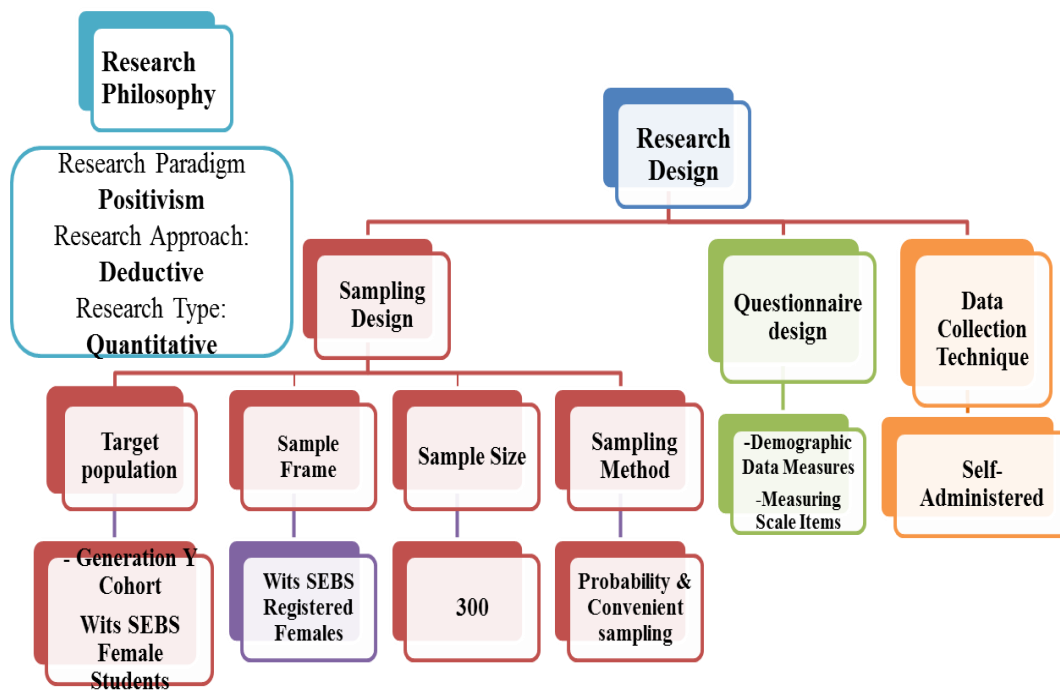 Research
Philosophy
Research Paradigm
Positivism
Research Approach:
Deductive
Research Type:
Quantitative
Research
Design
Sampling
Design
Questionnaire
design
Data
Collection
Technique
Target
population
Sample
Frame
Sample Size
Sampling
Method
-Demographic
Data Measures
-Measuring
Scale Items
Self-
Administered
- Generation Y
Cohort
Wits SEBS
Female
Students
Wits SEBS
Registered
Females
300
Probability &
Convenient
sampling